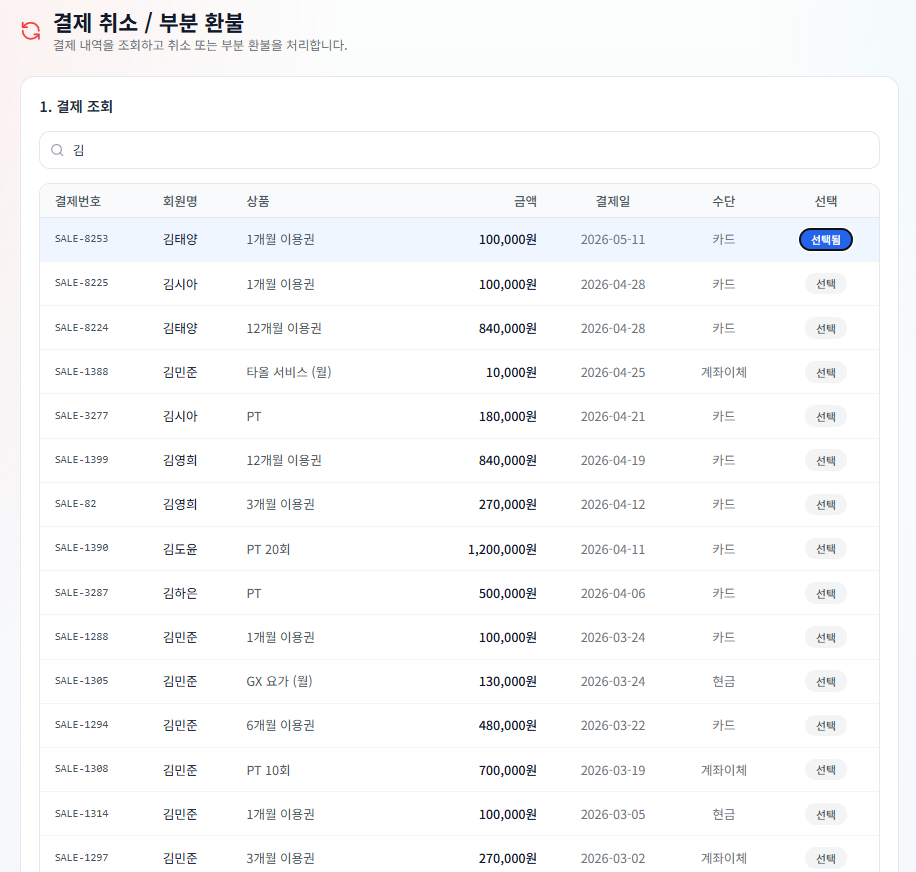 결제 취소 / 부분 환불
결제 내역을 조회하고 취소 또는 부분 환불을 처리합니다.
1. 결제 조회
김
결제번호 회원명 상품 금액 결제일 수단 선택
SALE-8253 김태양 1개월 이용권 100,000원 2026-05-11 카드 선택됨
SALE-8225 김시아 1개월 이용권 100,000원 2026-04-28 카드 선택
SALE-8224 김태양 12개월 이용권 840,000원 2026-04-28 카드 선택
SALE-1388 김민준 타올 서비스 (월) 10,000원 2026-04-25 계좌이체 선택
SALE-3277 김시아 PT 180,000원 2026-04-21 카드 선택
SALE-1399 김영희 12개월 이용권 840,000원 2026-04-19 카드 선택
SALE-82 김영희 3개월 이용권 270,000원 2026-04-12 카드 선택
SALE-1390 김도윤 PT 20회 1,200,000원 2026-04-11 카드 선택
SALE-3287 김하은 PT 500,000원 2026-04-06 카드 선택
SALE-1288 김민준 1개월 이용권 100,000원 2026-03-24 카드 선택
SALE-1305 김민준 GX 요가 (월) 130,000원 2026-03-24 현금 선택
SALE-1294 김민준 6개월 이용권 480,000원 2026-03-22 카드 선택
SALE-1308 김민준 PT 10회 700,000원 2026-03-19 계좌이체 선택
SALE-1314 김민준 1개월 이용권 100,000원 2026-03-05 현금 선택
SALE-1297 김민준 3개월 이용권 270,000원 2026-03-02 계좌이체 선택